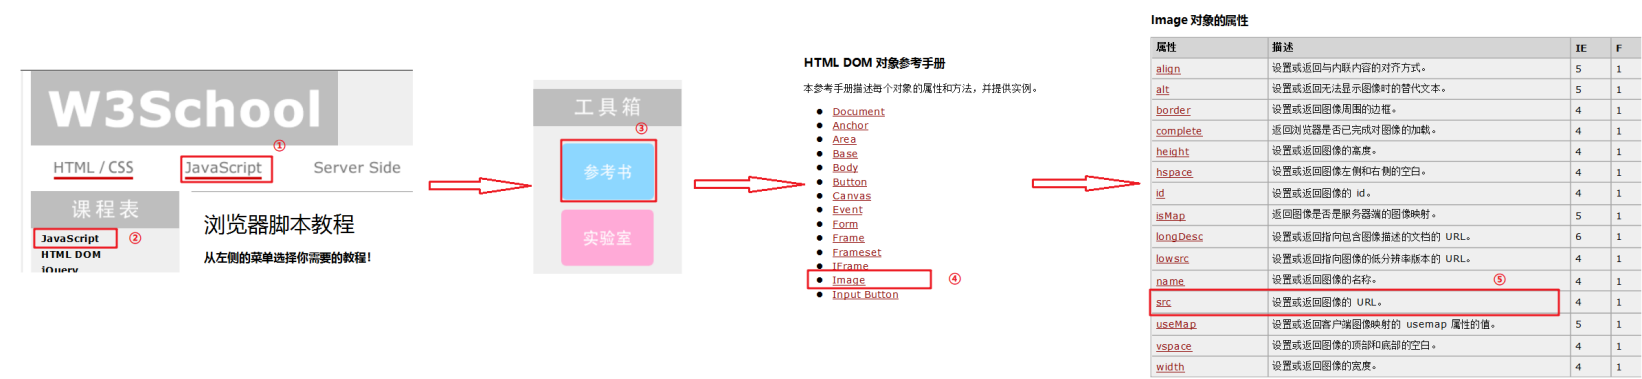 W3School
①
HTML / CSS
JavaScript
Server Side
课程表
JavaScript
②
HTML DOM
jQuery
浏览器脚本教程
从左侧的菜单选择你需要的教程！
工具箱
③
参考书
实验室
HTML DOM 对象参考手册
本参考手册描述每个对象的属性和方法，并提供实例。
Document
Anchor
Area
Base
Body
Button
Canvas
Event
Form
Frame
Frameset
IFrame
Image
④
Input Button
Image 对象的属性
属性 描述 IE F
align 设置或返回与内联内容的对齐方式。 5 1
alt 设置或返回无法显示图像时的替代文本。 5 1
border 设置或返回图像周围的边框。 4 1
complete 返回浏览器是否已完成对图像的加载。 4 1
height 设置或返回图像的高度。 4 1
hspace 设置或返回图像左侧和右侧的空白。 4 1
id 设置或返回图像的 id。 4 1
isMap 返回图像是否是服务器端的图像映射。 5 1
longDesc 设置或返回指向包含图像描述的文档的 URL。 6 1
lowsrc 设置或返回指向图像的低分辨率版本的 URL。 4 1
name 设置或返回图像的名称。 ⑤ 4 1
src 设置或返回图像的 URL。 4 1
useMap 设置或返回客户端图像映射的 usemap 属性的值。 5 1
vspace 设置或返回图像的顶部和底部的空白。 4 1
width 设置或返回图像的宽度。 4 1